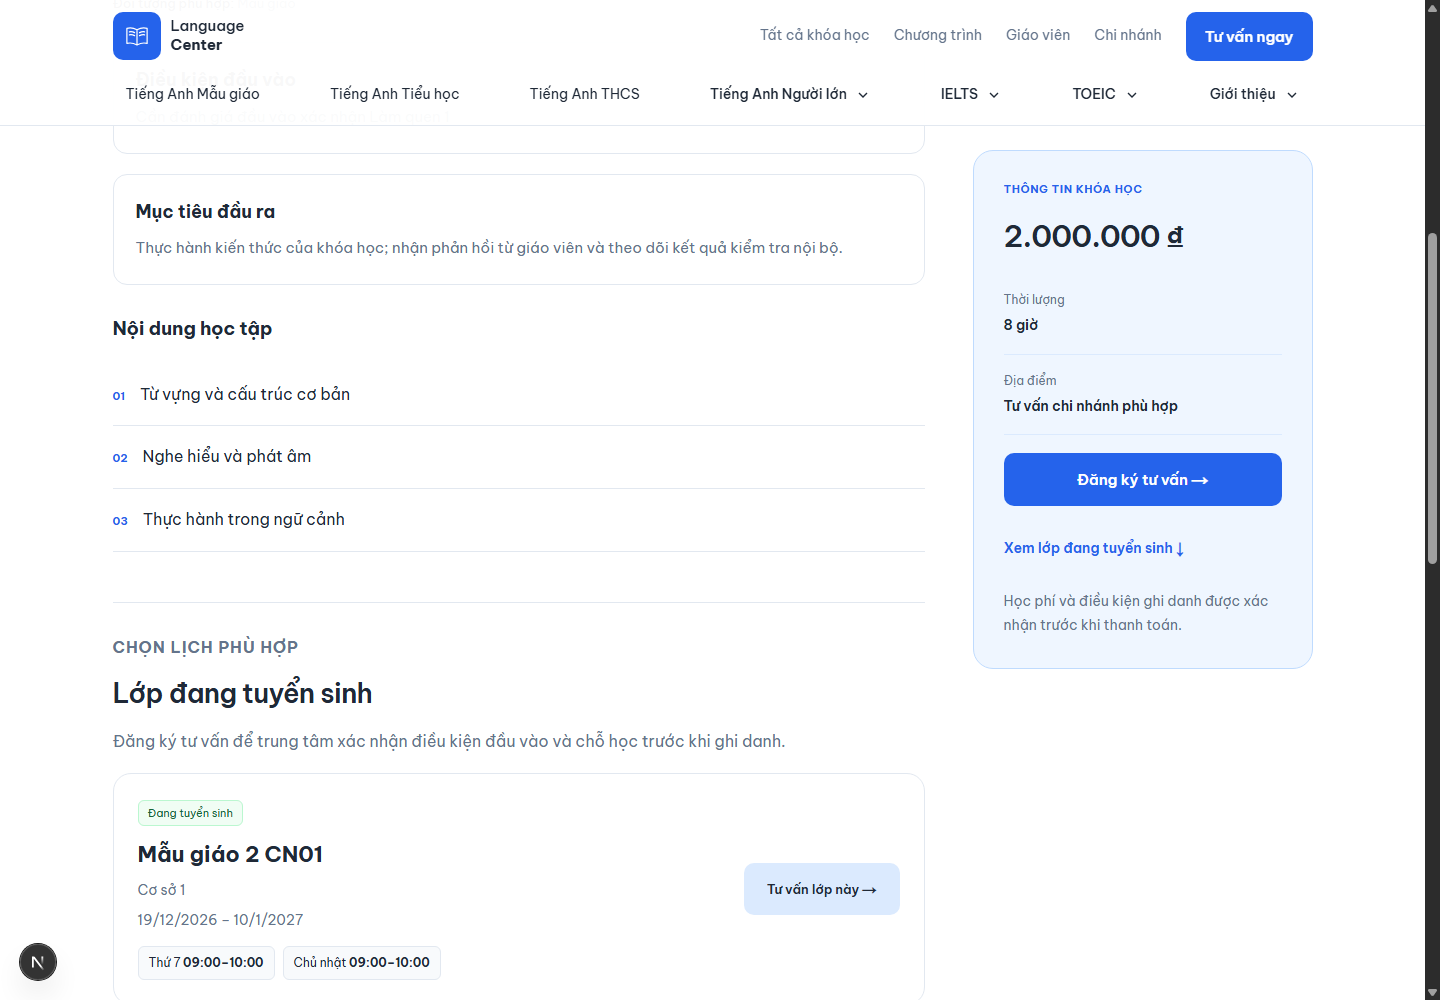 Language
Center
Tất cả khóa học
Chương trình
Giáo viên
Chi nhánh
Tư vấn ngay
Điều kiện đầu vào
Tiếng Anh Mẫu giáo
Tiếng Anh Tiểu học
Tiếng Anh THCS
Tiếng Anh Người lớn
IELTS
TOEIC
Giới thiệu
Mục tiêu đầu ra
Thực hành kiến thức của khóa học; nhận phản hồi từ giáo viên và theo dõi kết quả kiểm tra nội bộ.
Nội dung học tập
01 Từ vựng và cấu trúc cơ bản
02 Nghe hiểu và phát âm
03 Thực hành trong ngữ cảnh
CHỌN LỊCH PHÙ HỢP
Lớp đang tuyển sinh
Đăng ký tư vấn để trung tâm xác nhận điều kiện đầu vào và chỗ học trước khi ghi danh.
Đang tuyển sinh
Mẫu giáo 2 CN01
Cơ sở 1
19/12/2026 – 10/1/2027
Thứ 7 09:00–10:00
Chủ nhật 09:00–10:00
Tư vấn lớp này →
THÔNG TIN KHÓA HỌC
2.000.000 ₫
Thời lượng
8 giờ
Địa điểm
Tư vấn chi nhánh phù hợp
Đăng ký tư vấn →
Xem lớp đang tuyển sinh ↓
Học phí và điều kiện ghi danh được xác
nhận trước khi thanh toán.
N